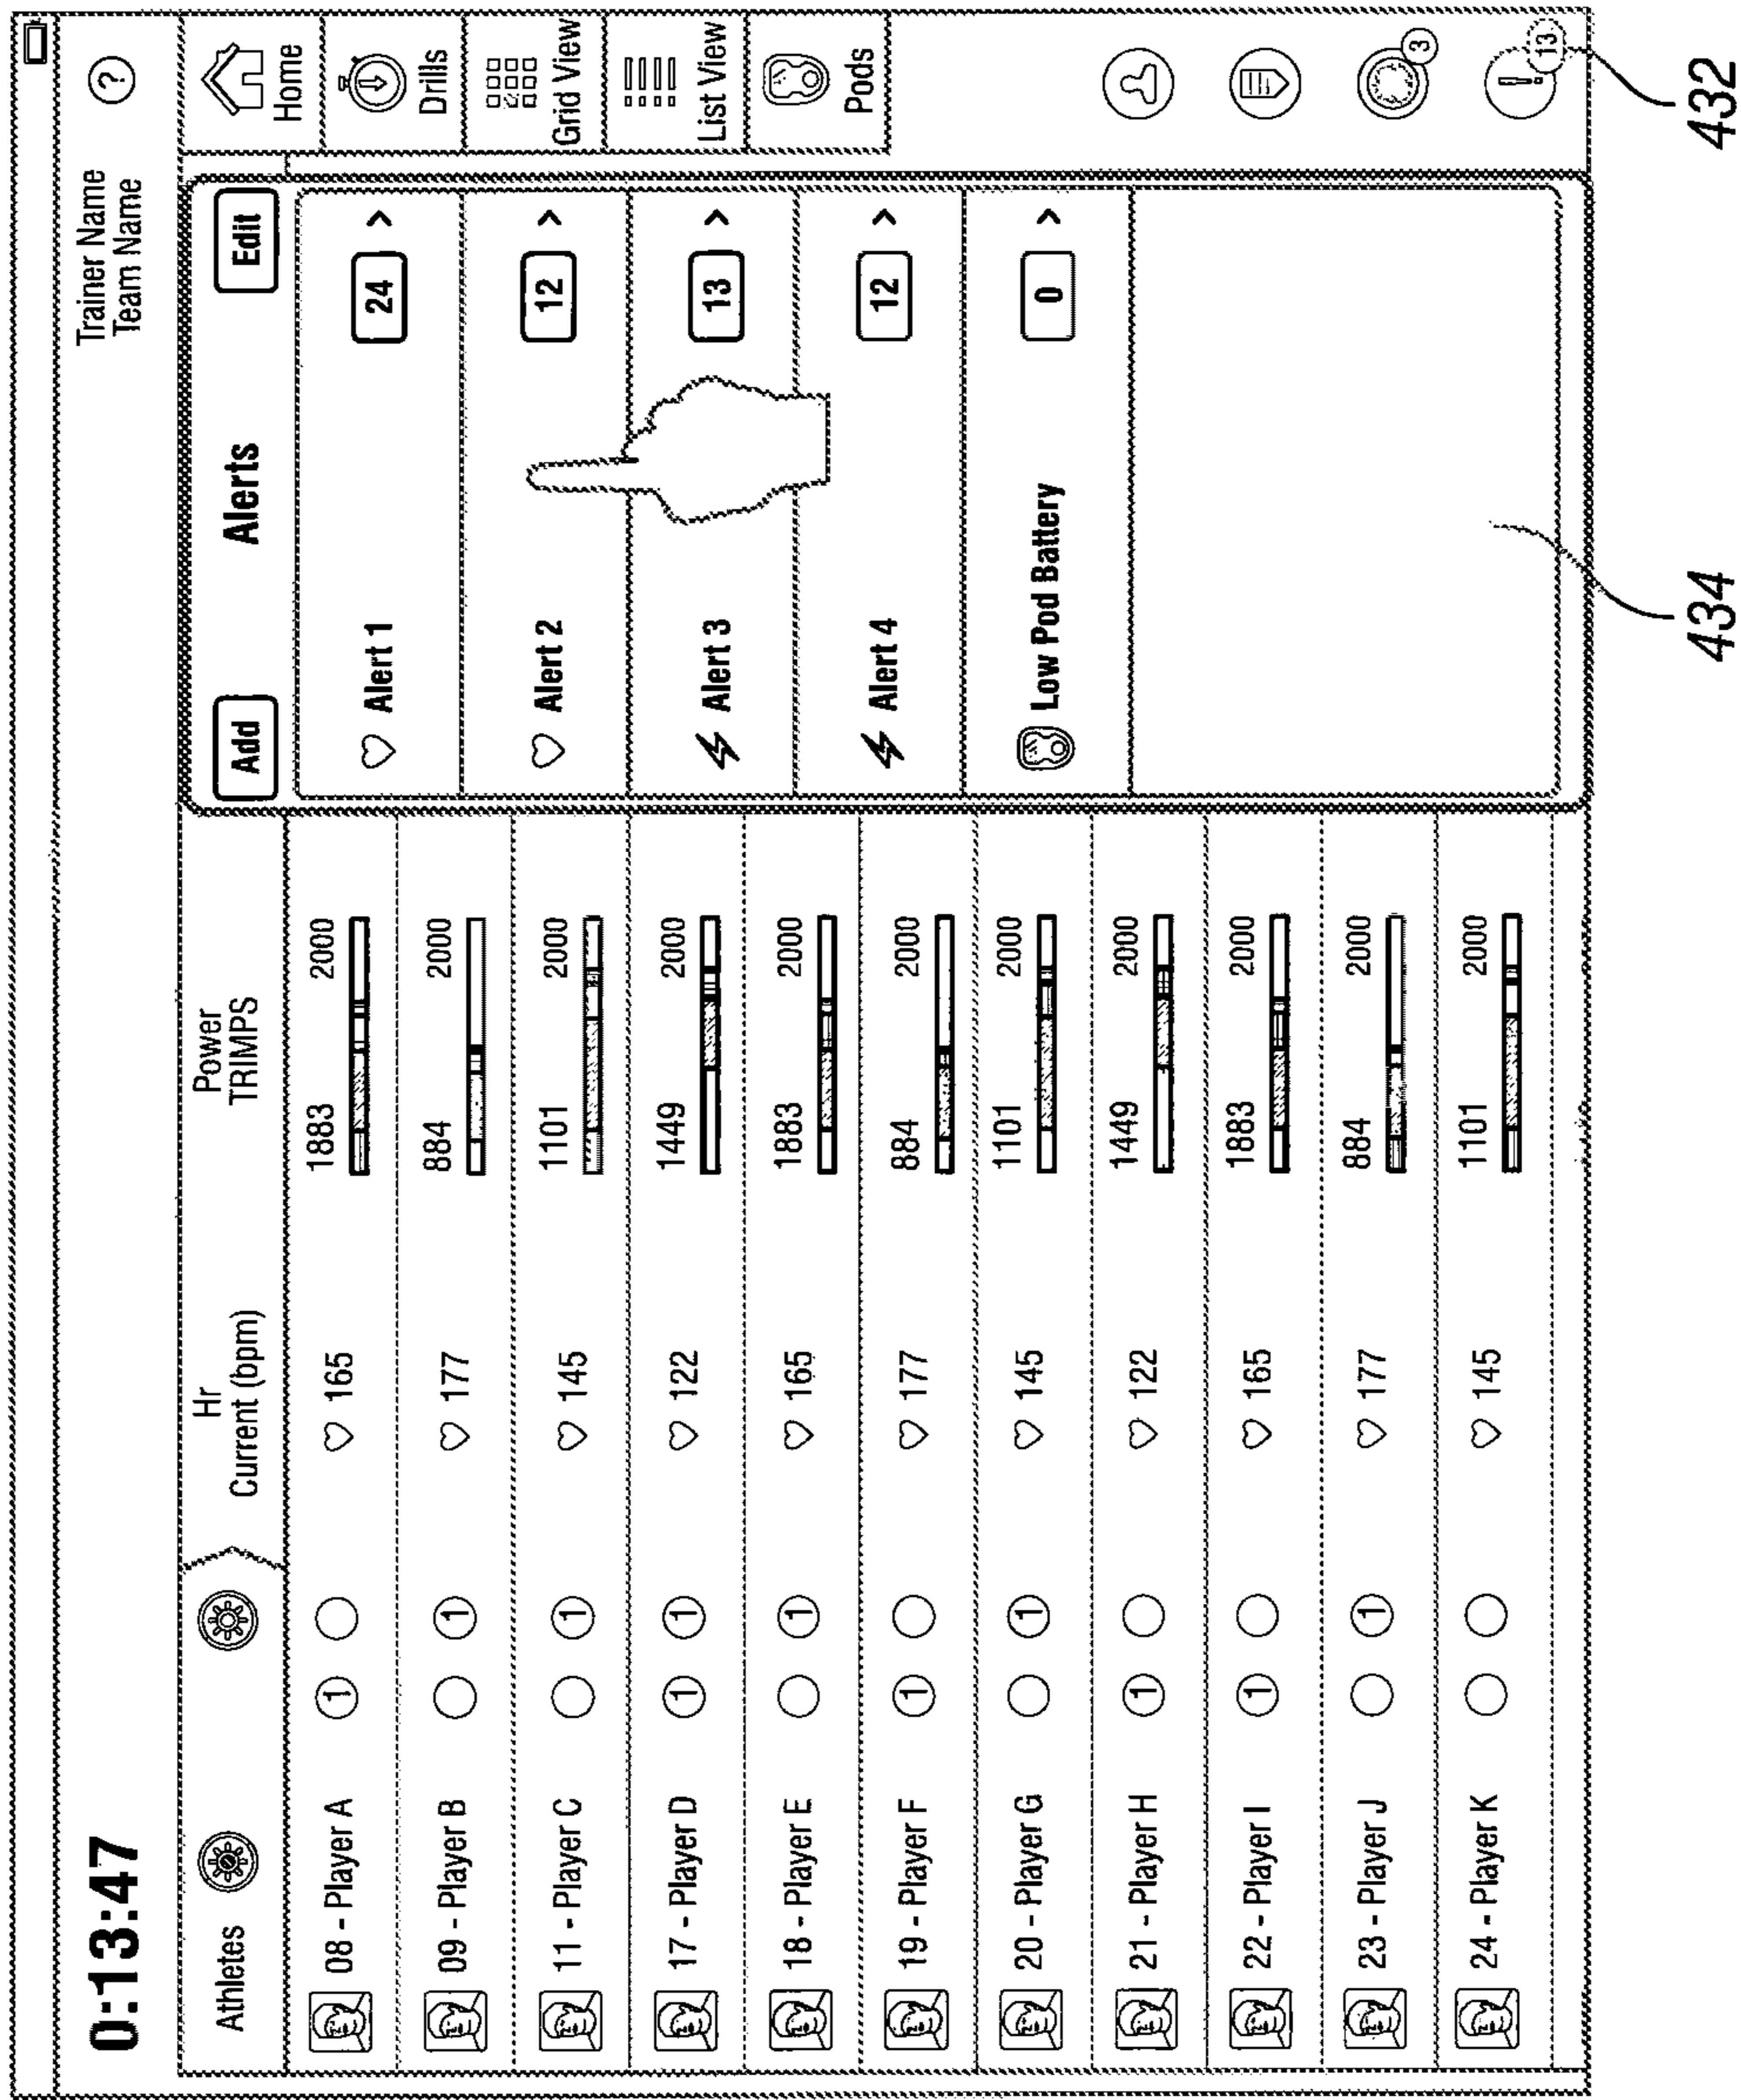 0:13:47
Trainer Name
Team Name
?
Athletes
Hr
Current (bpm)
Power
TRIMPS
08 - Player A 1 165 1883 2000
09 - Player B 1 177 884 2000
11 - Player C 1 145 1101 2000
17 - Player D 1 1 122 1449 2000
18 - Player E 1 165 1883 2000
19 - Player F 1 177 884 2000
20 - Player G 1 145 1101 2000
21 - Player H 1 122 1449 2000
22 - Player I 1 165 1883 2000
23 - Player J 1 177 884 2000
24 - Player K 145 1101 2000
Add Alerts Edit
Alert 1 24 >
Alert 2 12 >
Alert 3 13 >
Alert 4 12 >
Low Pod Battery 0 >
Home
Drills
Grid View
List View
Pods
3
!
13
434
432